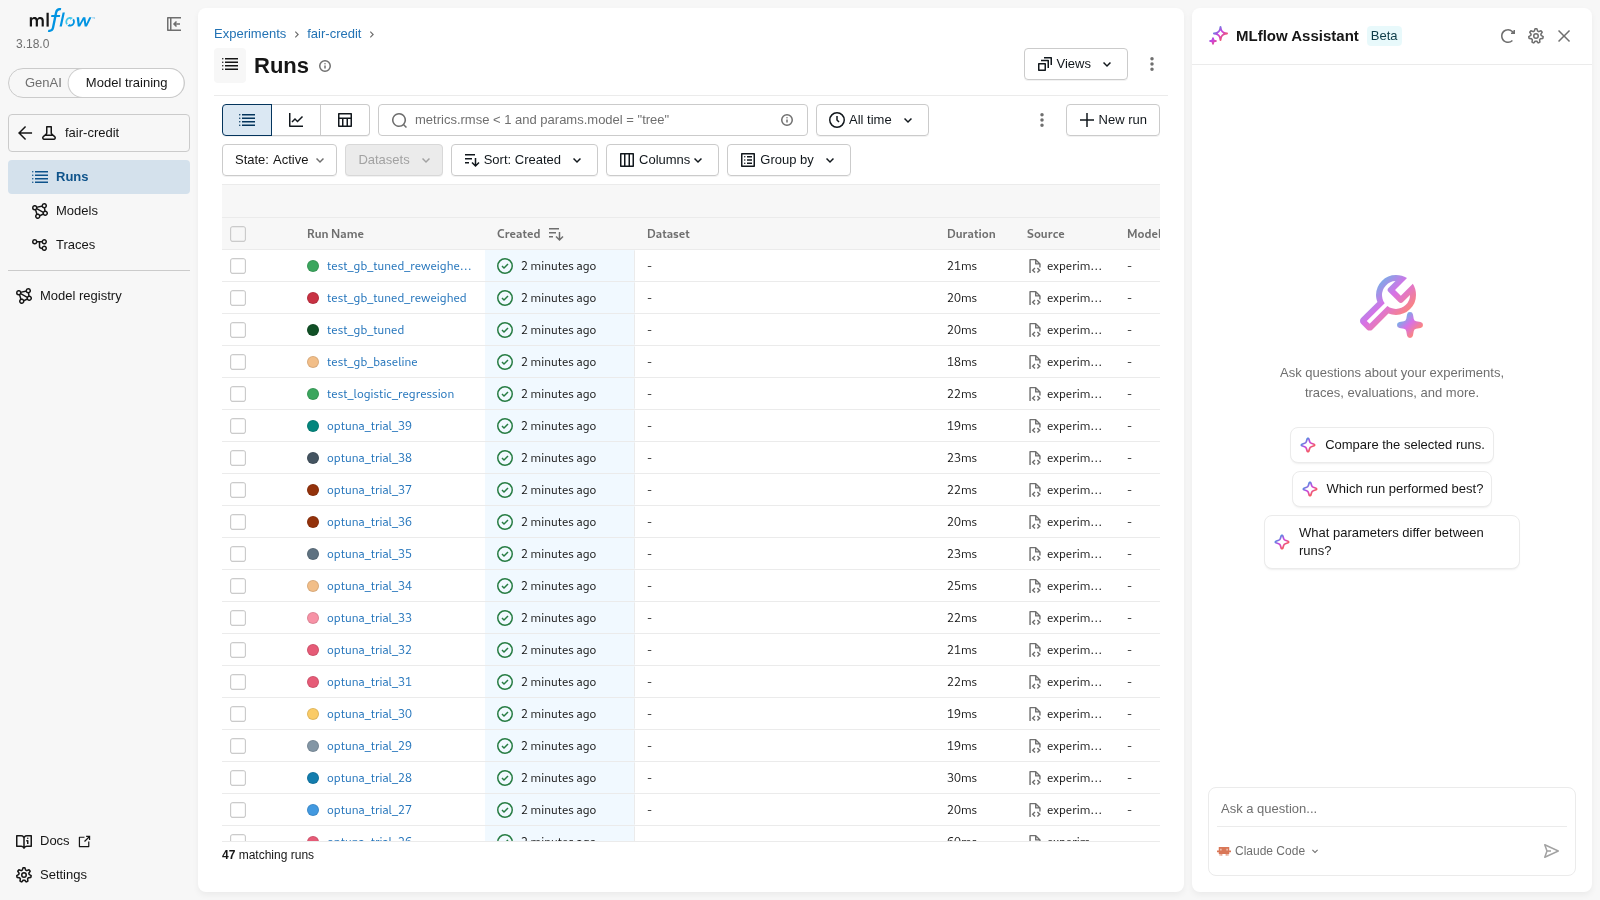 mlflow
3.18.0
GenAI
Model training
fair-credit
Runs
Models
Traces
Model registry
Docs
Settings
Experiments > fair-credit >
Runs
Views
metrics.rmse < 1 and params.model = "tree"
All time
New run
State: Active
Datasets
Sort: Created
Columns
Group by
Run Name Created Dataset Duration Source Model
test_gb_tuned_reweighe... 2 minutes ago - 21ms experim... -
test_gb_tuned_reweighed 2 minutes ago - 20ms experim... -
test_gb_tuned 2 minutes ago - 20ms experim... -
test_gb_baseline 2 minutes ago - 18ms experim... -
test_logistic_regression 2 minutes ago - 22ms experim... -
optuna_trial_39 2 minutes ago - 19ms experim... -
optuna_trial_38 2 minutes ago - 23ms experim... -
optuna_trial_37 2 minutes ago - 22ms experim... -
optuna_trial_36 2 minutes ago - 20ms experim... -
optuna_trial_35 2 minutes ago - 23ms experim... -
optuna_trial_34 2 minutes ago - 25ms experim... -
optuna_trial_33 2 minutes ago - 22ms experim... -
optuna_trial_32 2 minutes ago - 21ms experim... -
optuna_trial_31 2 minutes ago - 22ms experim... -
optuna_trial_30 2 minutes ago - 19ms experim... -
optuna_trial_29 2 minutes ago - 19ms experim... -
optuna_trial_28 2 minutes ago - 30ms experim... -
optuna_trial_27 2 minutes ago - 20ms experim... -
47 matching runs
MLflow Assistant Beta
Ask questions about your experiments,
traces, evaluations, and more.
Compare the selected runs.
Which run performed best?
What parameters differ between
runs?
Ask a question...
Claude Code